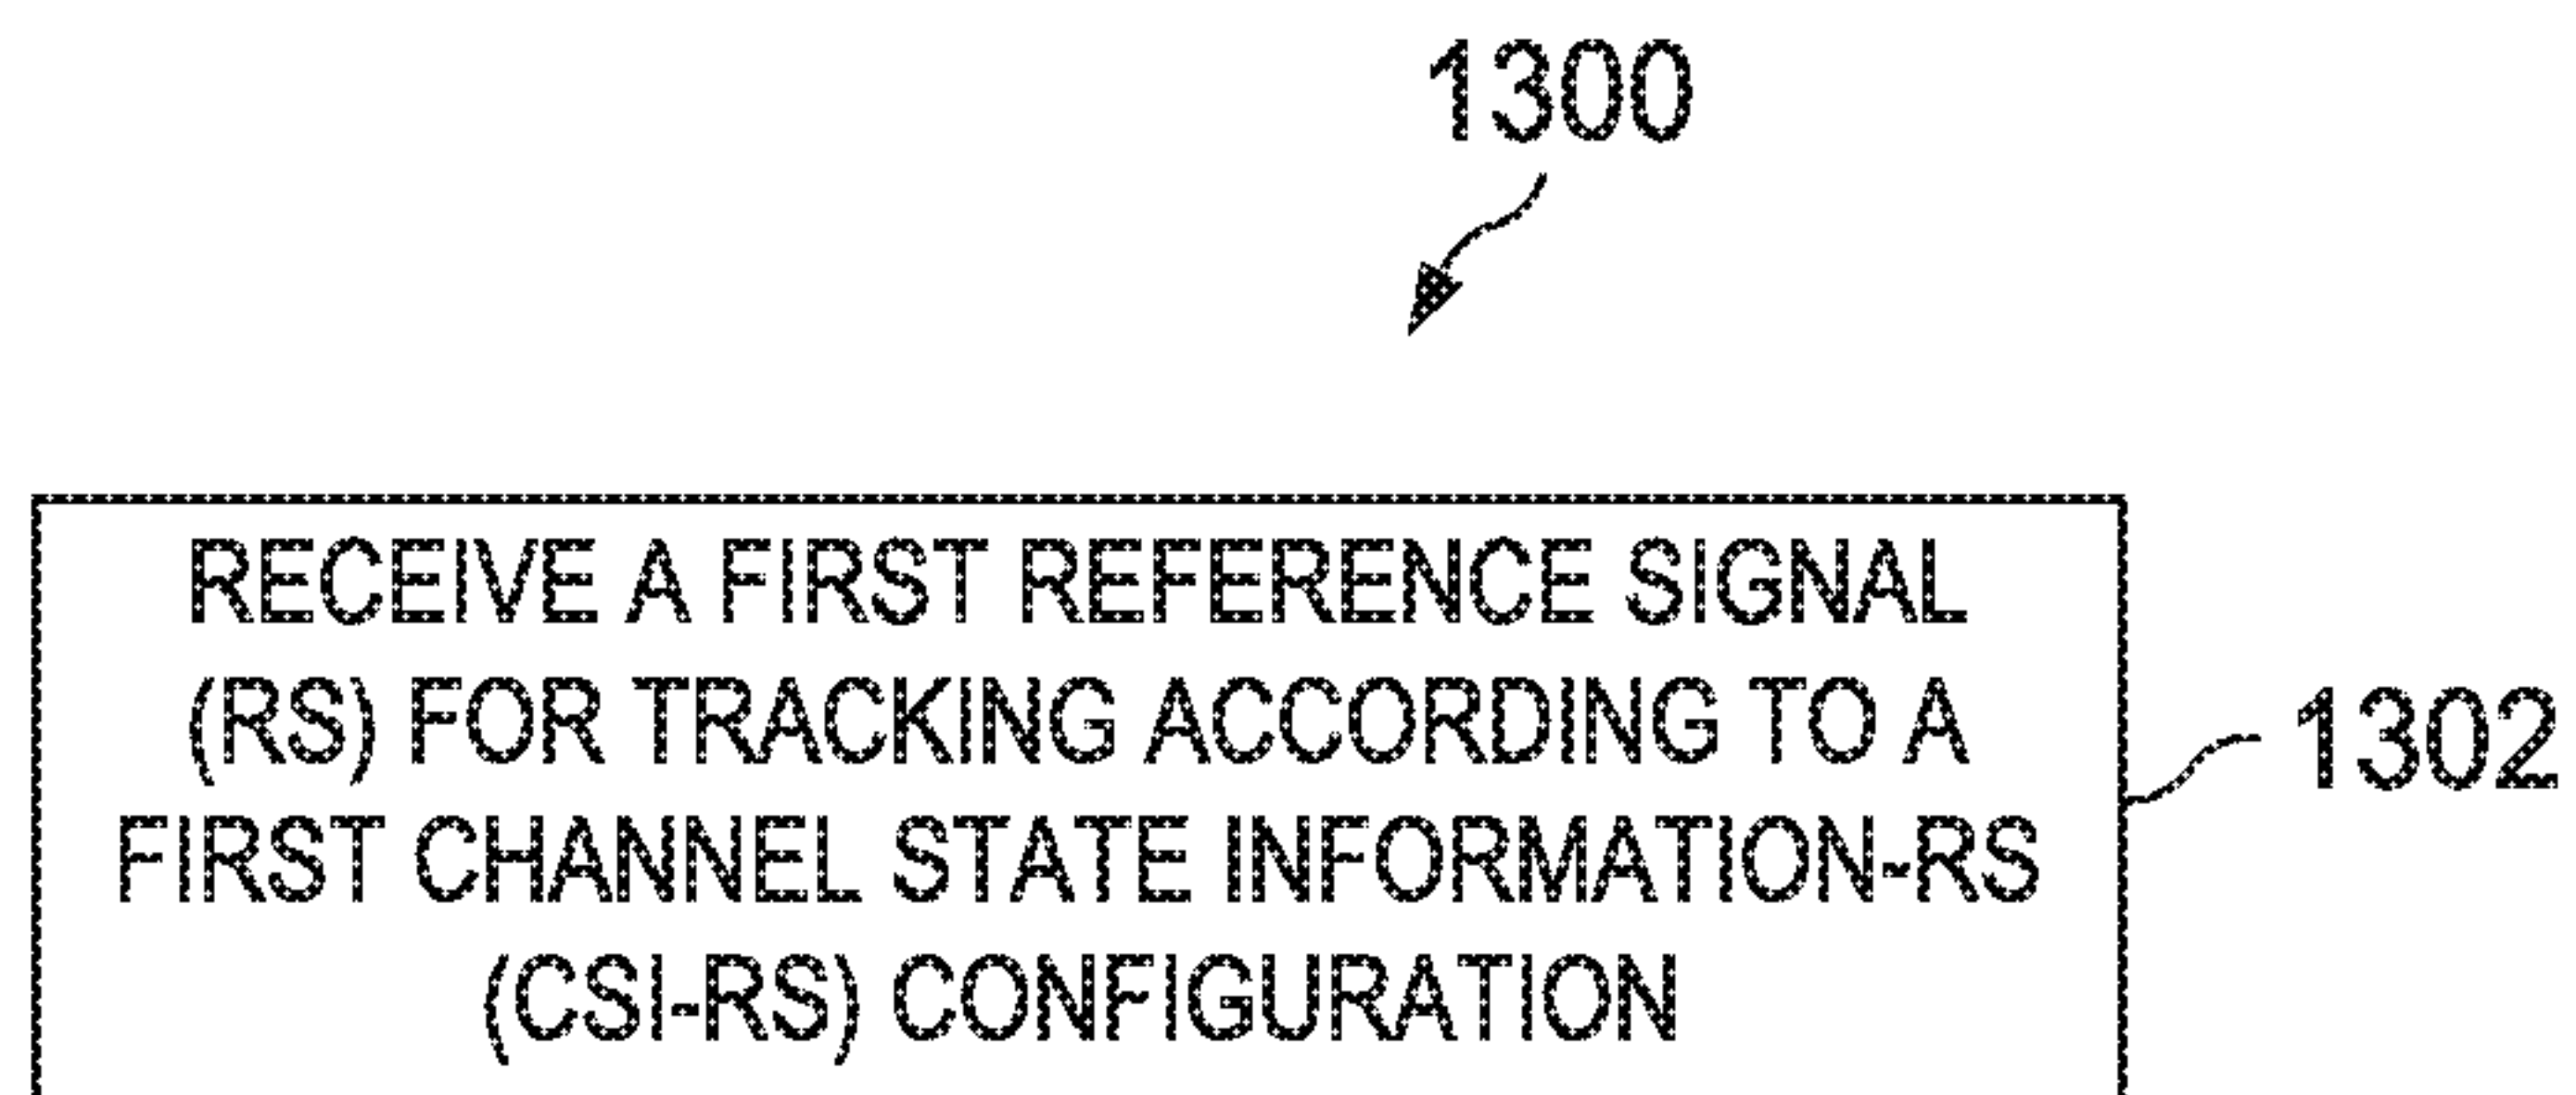 1300
RECEIVE A FIRST REFERENCE SIGNAL
(RS) FOR TRACKING ACCORDING TO A
FIRST CHANNEL STATE INFORMATION-RS
(CSI-RS) CONFIGURATION
1302